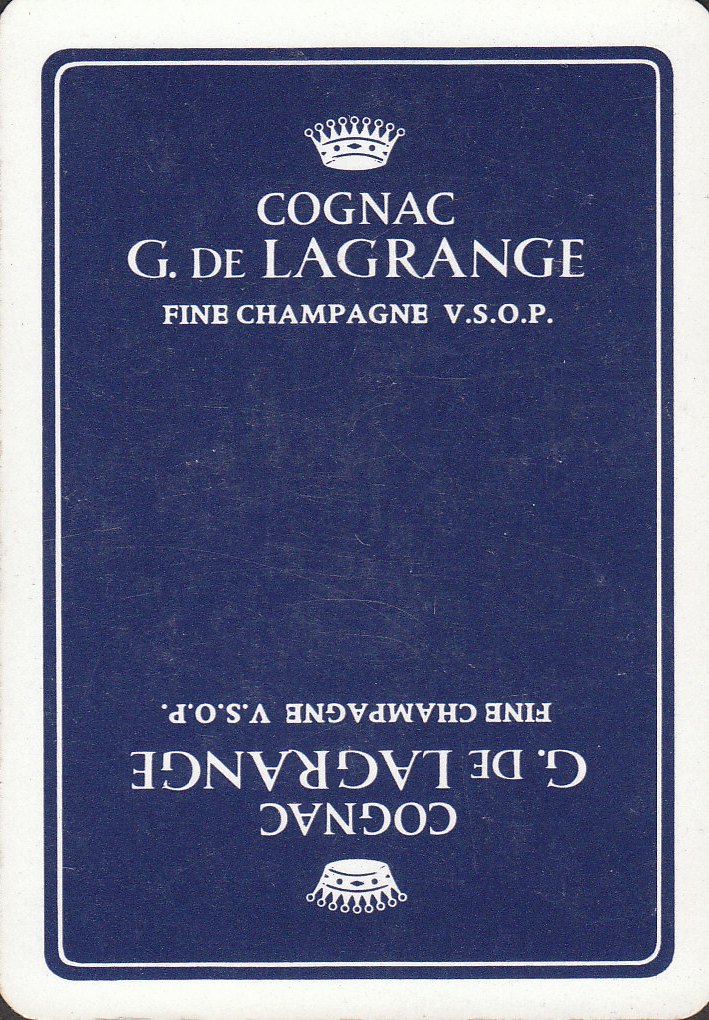 COGNAC
G. DE LAGRANGE
FINE CHAMPAGNE V.S.O.P.
FINE CHAMPAGNE V.S.O.P.
G. DE LAGRANGE
COGNAC